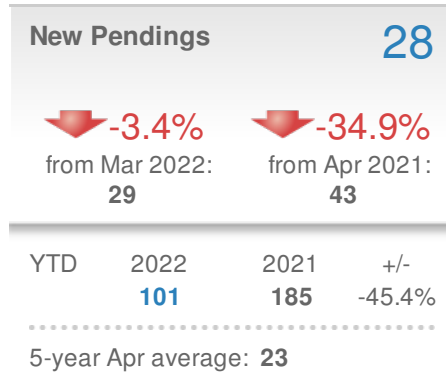 New Pendings 28
-3.4% -34.9%
from Mar 2022: from Apr 2021:
29 43
YTD 2022 2021 +/-
101 185 -45.4%
5-year Apr average: 23